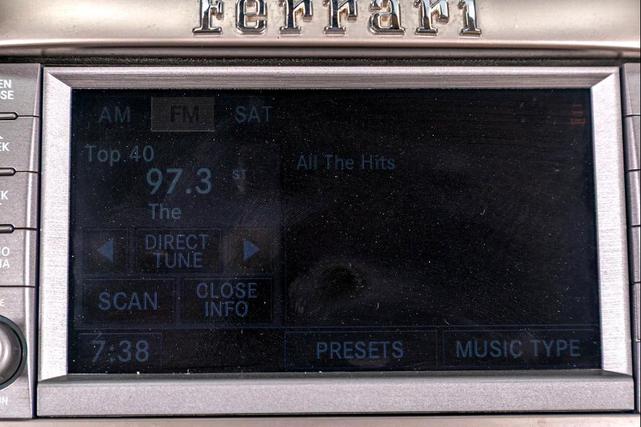 Ferrari
AM FM SAT
Top 40
97.3 ST
The
All The Hits
DIRECT
TUNE
SCAN
CLOSE
INFO
7:38
PRESETS
MUSIC TYPE